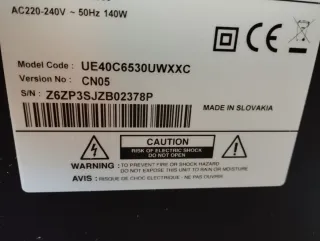 AC220-240V ~ 50Hz 140W
Model Code : UE40C6530UWXXC
Version No : CN05
S/N : Z6ZP3SJZB02378P
MADE IN SLOVAKIA
CAUTION
RISK OF ELECTRIC SHOCK
DO NOT OPEN
WARNING : TO PREVENT FIRE OR SHOCK HAZARD
DO NOT EXPOSE THIS UNIT TO RAIN OR MOISTURE
AVIS : RISQUE DE CHOC ELECTRIQUE - NE PAS OUVRIR